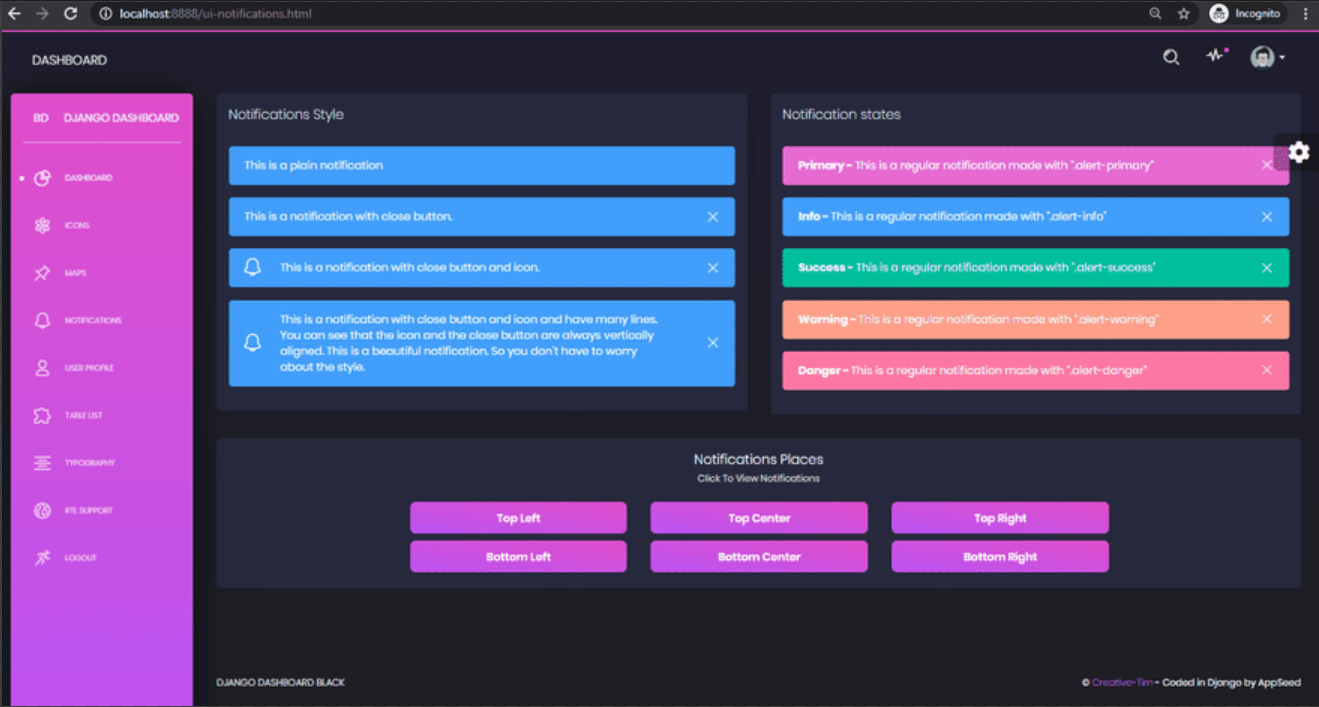 localhost:8888/ui-notifications.html
Incognito
DASHBOARD
BD DJANGO DASHBOARD
DASHBOARD
ICONS
MAPS
NOTIFICATIONS
USER PROFILE
TABLE LIST
TYPOGRAPHY
RTL SUPPORT
LOGOUT
Notifications Style
This is a plain notification
This is a notification with close button.
This is a notification with close button and icon.
This is a notification with close button and icon and have many lines.
You can see that the icon and the close button are always vertically
aligned. This is a beautiful notification. So you don't have to worry
about the style.
Notification states
Primary - This is a regular notification made with ".alert-primary"
Info - This is a regular notification made with ".alert-info"
Success - This is a regular notification made with ".alert-success"
Warning - This is a regular notification made with ".alert-warning"
Danger - This is a regular notification made with ".alert-danger"
Notifications Places
Click To View Notifications
Top Left
Top Center
Top Right
Bottom Left
Bottom Center
Bottom Right
DJANGO DASHBOARD BLACK
© Creative-Tim - Coded in Django by AppSeed